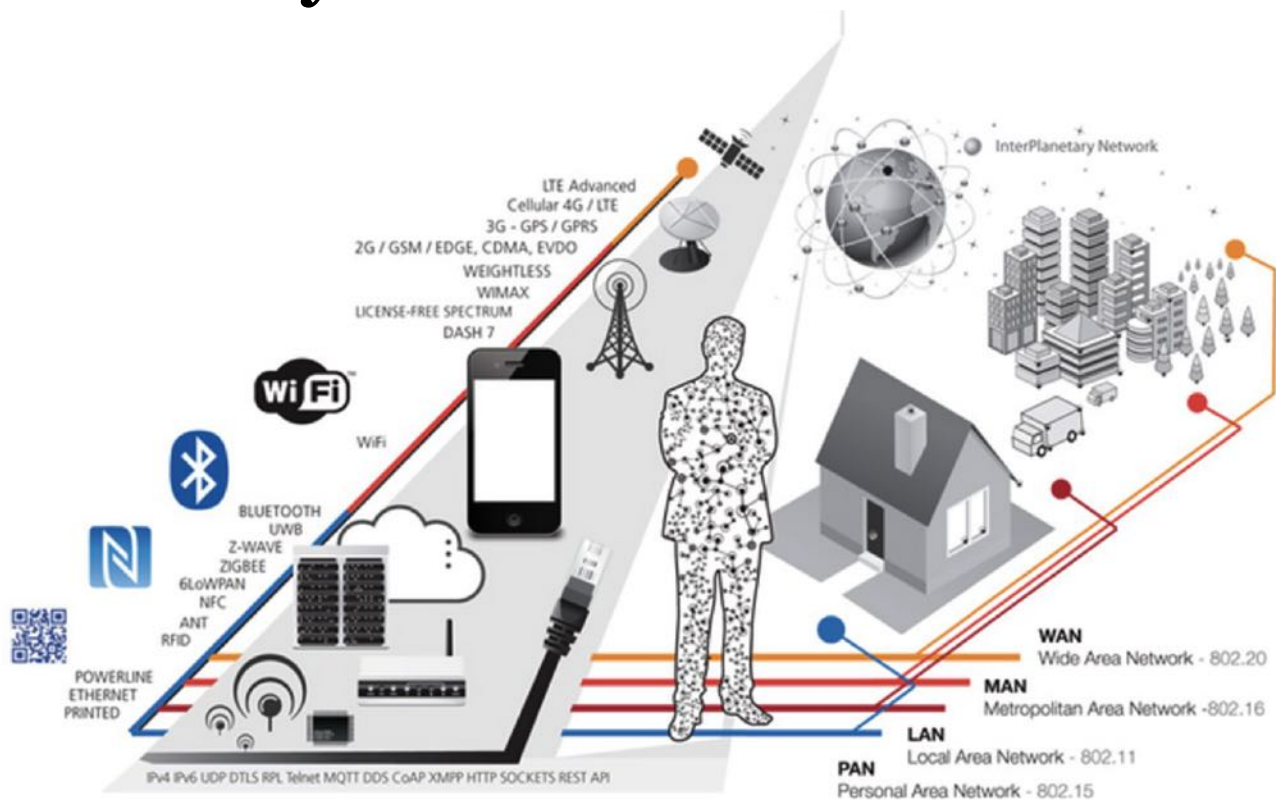 InterPlanetary Network
LTE Advanced
Cellular 4G / LTE
3G - GPS / GPRS
2G / GSM / EDGE, CDMA, EVDO
WEIGHTLESS
WIMAX
LICENSE-FREE SPECTRUM
DASH 7
WiFi™
WiFi
BLUETOOTH
UWB
Z-WAVE
ZIGBEE
6LoWPAN
NFC
ANT
RFID
POWERLINE
ETHERNET
PRINTED
WAN
Wide Area Network - 802.20
MAN
Metropolitan Area Network -802.16
LAN
Local Area Network - 802.11
PAN
Personal Area Network - 802.15
IPv4 IPv6 UDP DTLS RPL Telnet MQTT DDS CoAP XMPP HTTP SOCKETS REST API